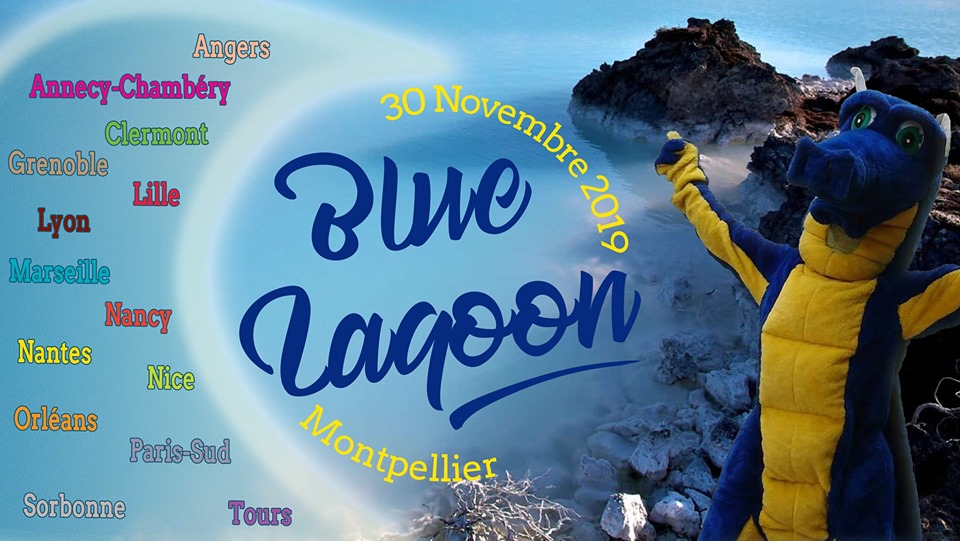 Angers
Annecy-Chambéry
Clermont
Grenoble
Lille
Lyon
Marseille
Nancy
Nantes
Nice
Orléans
Paris-Sud
Sorbonne
Tours
30 Novembre 2019
Blue
Lagoon
Montpellier